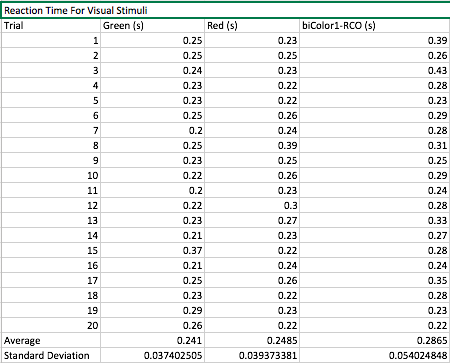 Reaction Time For Visual Stimuli
Trial Green (s) Red (s) biColor1-RCO (s)
1 0.25 0.23 0.39
2 0.25 0.25 0.26
3 0.24 0.23 0.43
4 0.23 0.22 0.28
5 0.23 0.22 0.23
6 0.25 0.26 0.29
7 0.2 0.24 0.28
8 0.25 0.39 0.31
9 0.23 0.25 0.25
10 0.22 0.26 0.29
11 0.2 0.23 0.24
12 0.22 0.3 0.28
13 0.23 0.27 0.33
14 0.21 0.23 0.27
15 0.37 0.22 0.28
16 0.21 0.24 0.24
17 0.25 0.26 0.35
18 0.23 0.22 0.28
19 0.29 0.23 0.23
20 0.26 0.22 0.22
Average 0.241 0.2485 0.2865
Standard Deviation 0.037402505 0.039373381 0.054024848